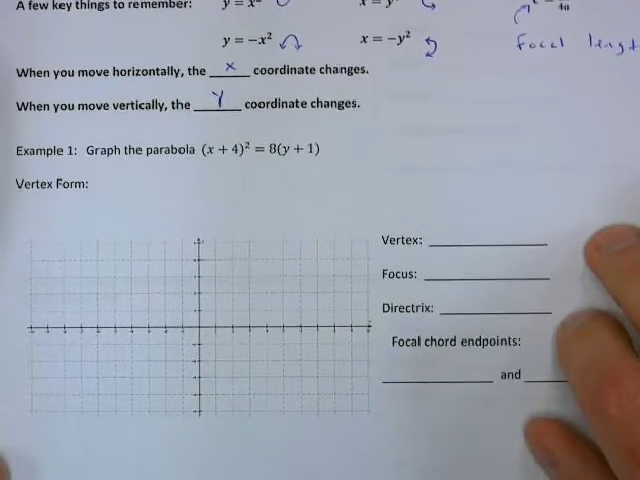 A few key things to remember:
y = -x² x = -y² Focal
When you move horizontally, the x coordinate changes.
When you move vertically, the Y coordinate changes.
Example 1: Graph the parabola (x + 4)² = 8(y + 1)
Vertex Form:
Vertex:
Focus:
Directrix:
Focal chord endpoints:
and